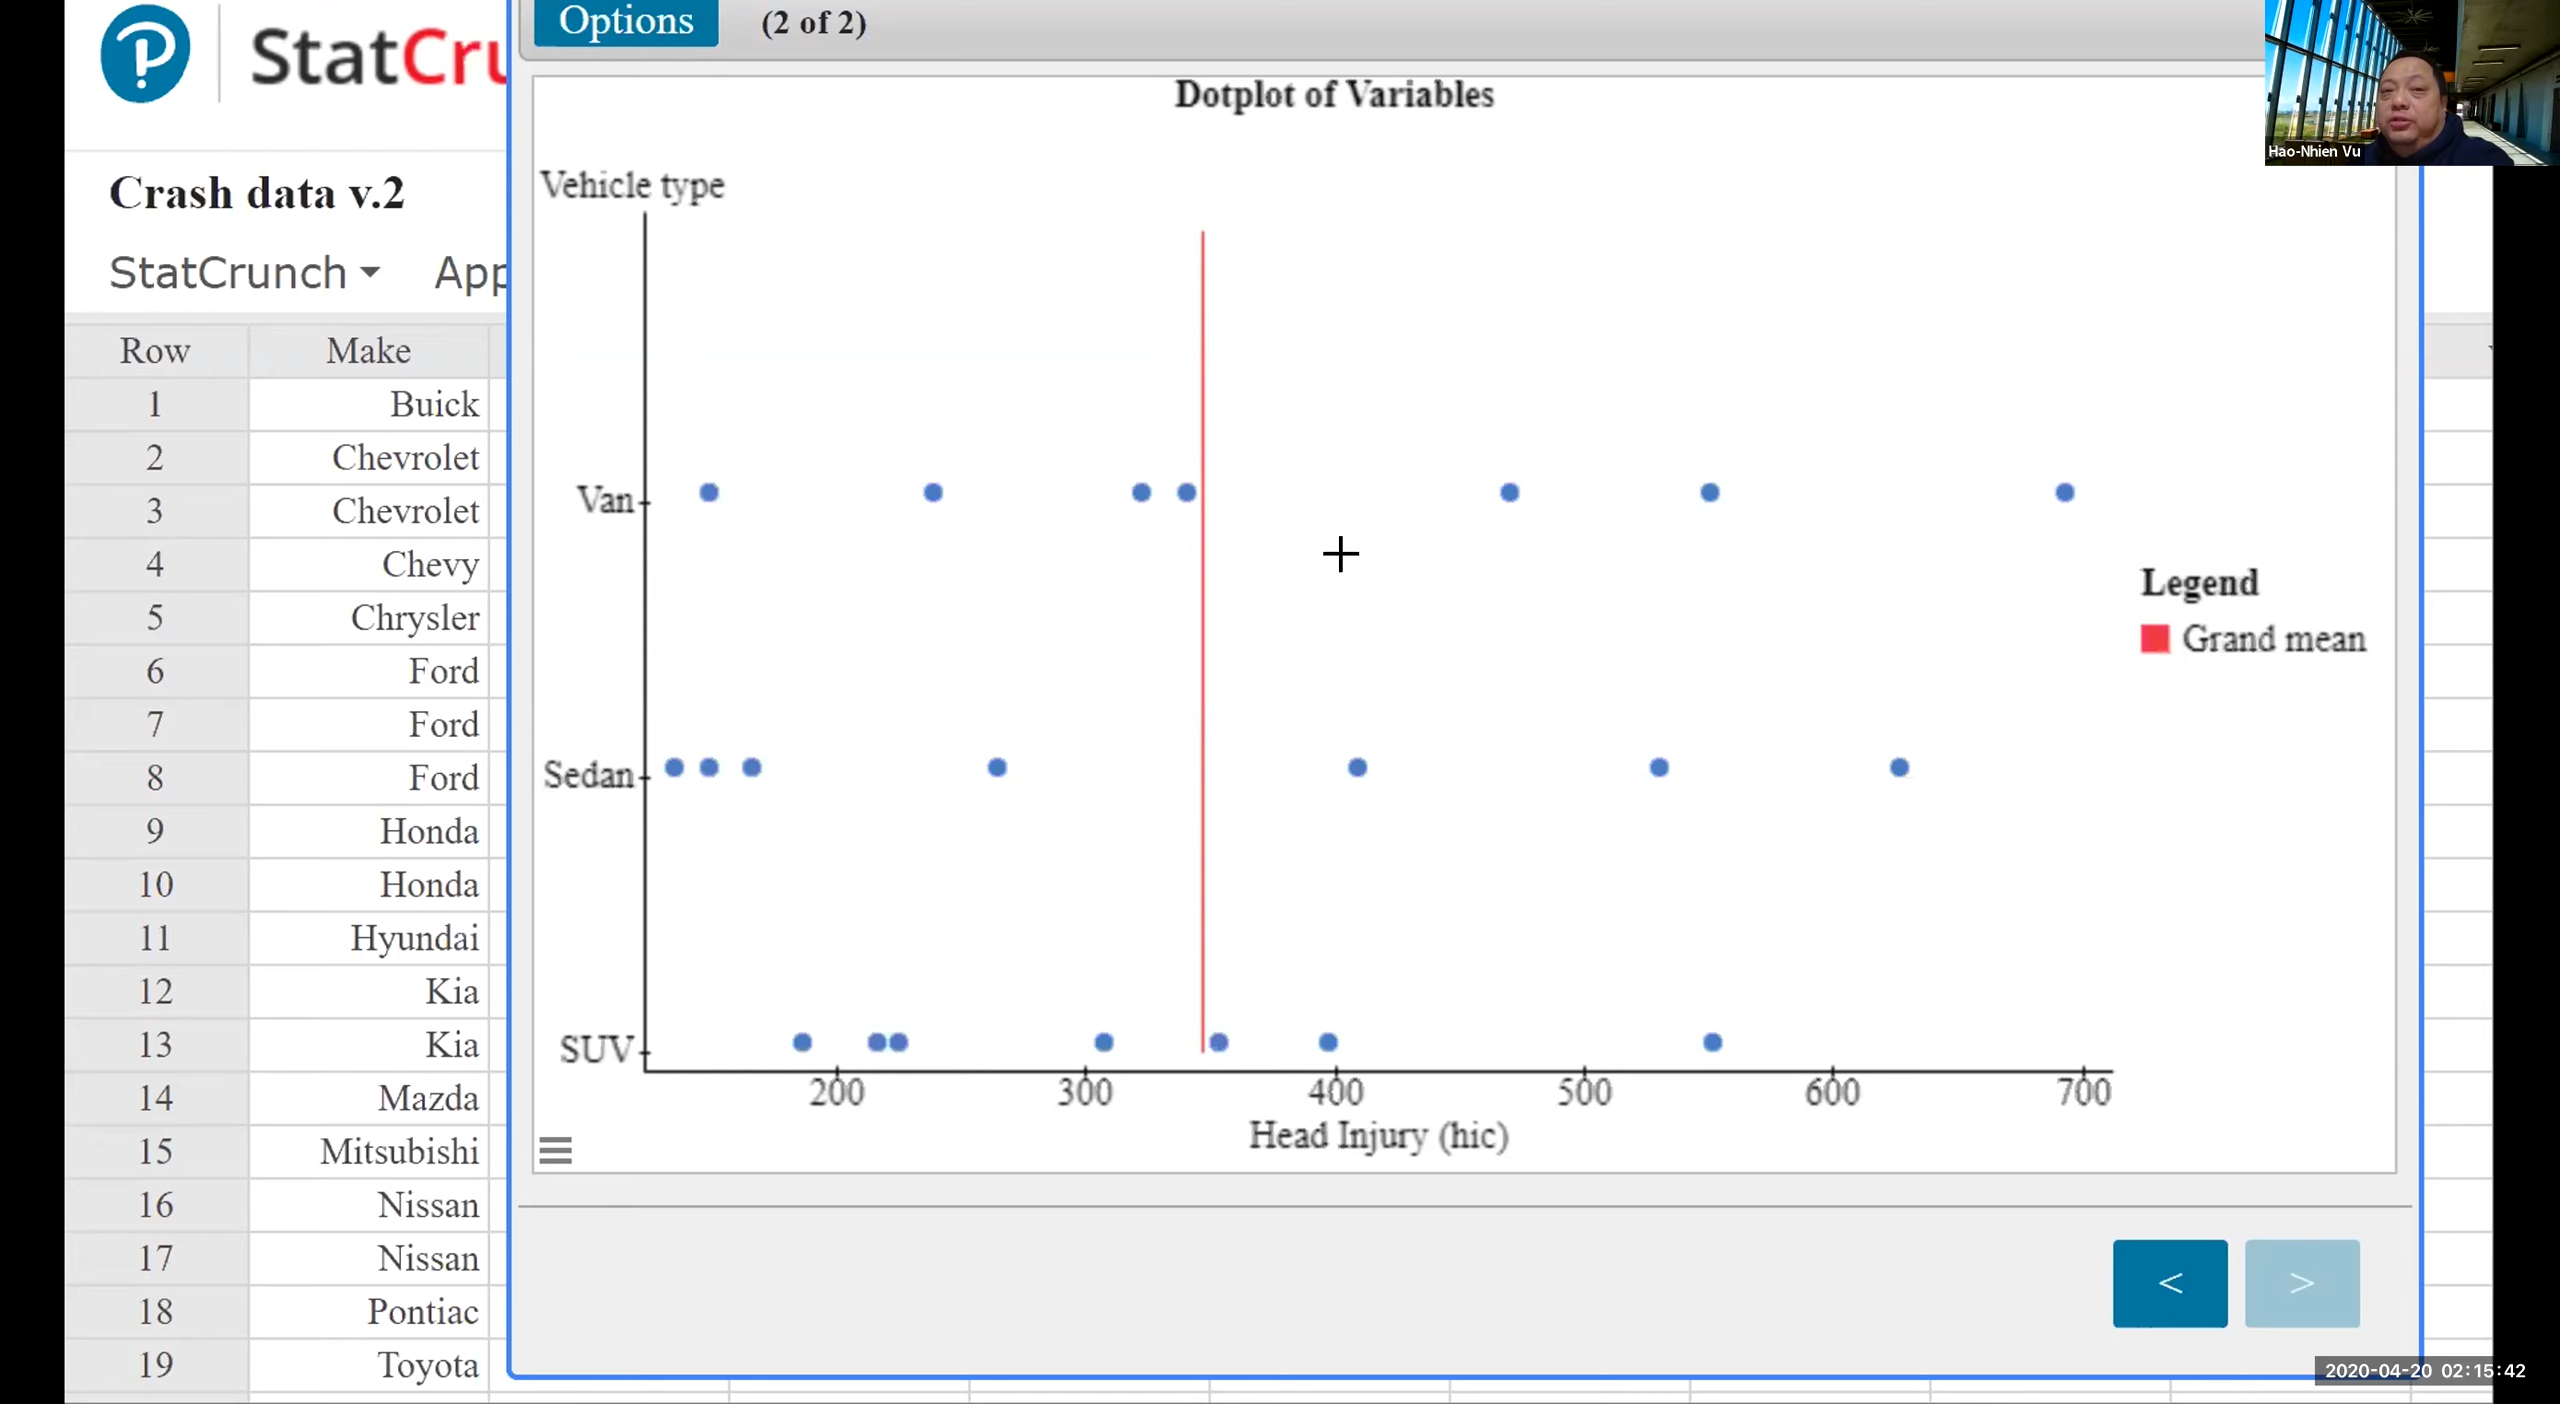 StatCru
Options
(2 of 2)
Hao-Nhien Vu
Crash data v.2
StatCrunch
App
Row Make
1 Buick
2 Chevrolet
3 Chevrolet
4 Chevy
5 Chrysler
6 Ford
7 Ford
8 Ford
9 Honda
10 Honda
11 Hyundai
12 Kia
13 Kia
14 Mazda
15 Mitsubishi
16 Nissan
17 Nissan
18 Pontiac
19 Toyota
Dotplot of Variables
Vehicle type
Van
Sedan
SUV
200 300 400 500 600 700
Head Injury (hic)
Legend
Grand mean
< >
2020-04-20 02:15:42